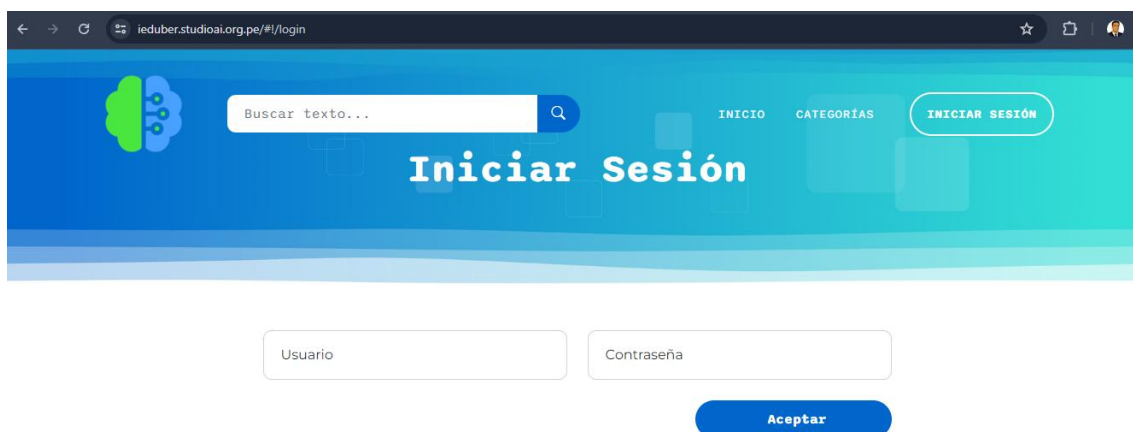 ieduber.studioai.org.pe/#!/login
Buscar texto...
INICIO
CATEGORÍAS
INICIAR SESIÓN
Iniciar Sesión
Usuario
Contraseña
Aceptar